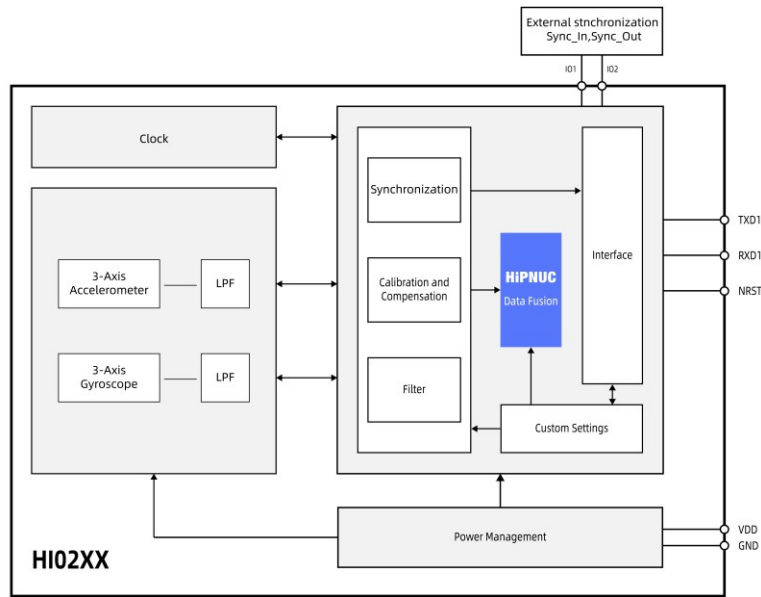 External stnchronization
Sync_In,Sync_Out
IO1
IO2
Clock
Synchronization
3-Axis
Accelerometer
LPF
Calibration and
Compensation
HiPNUC
Data Fusion
Interface
TXD1
RXD1
NRST
3-Axis
Gyroscope
LPF
Filter
Custom Settings
Power Management
VDD
GND
HI02XX